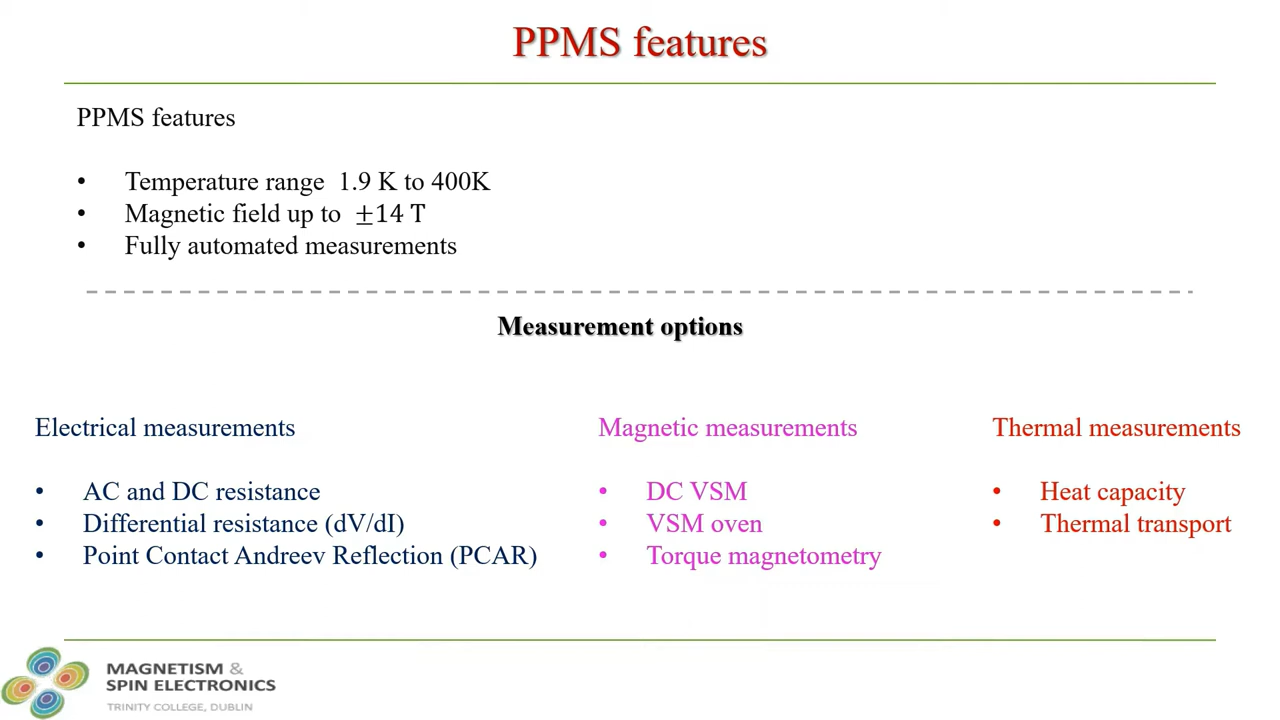 PPMS features
PPMS features
• Temperature range 1.9 K to 400K
• Magnetic field up to ±14 T
• Fully automated measurements
Measurement options
Electrical measurements
• AC and DC resistance
• Differential resistance (dV/dI)
• Point Contact Andreev Reflection (PCAR)
Magnetic measurements
• DC VSM
• VSM oven
• Torque magnetometry
Thermal measurements
• Heat capacity
• Thermal transport
MAGNETISM &
SPIN ELECTRONICS
TRINITY COLLEGE, DUBLIN